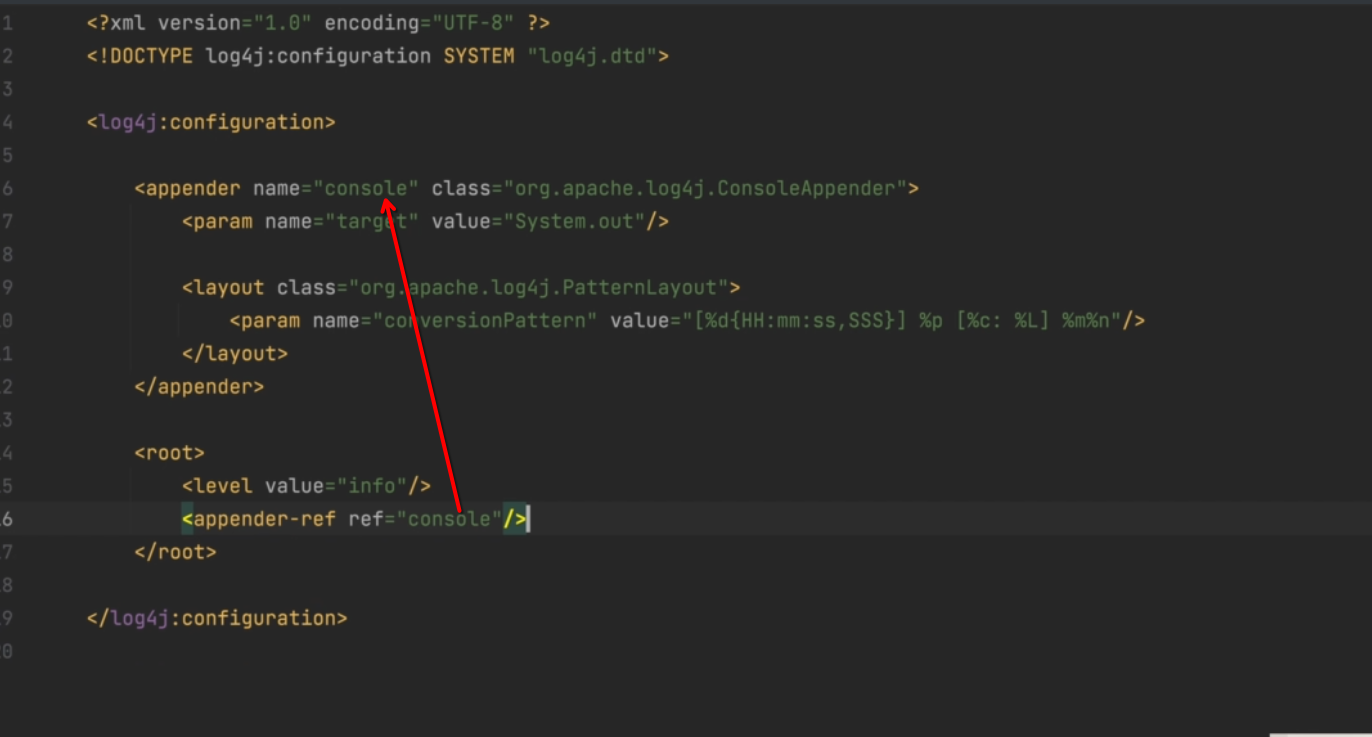 1 <?xml version="1.0" encoding="UTF-8" ?>
2 <!DOCTYPE log4j:configuration SYSTEM "log4j.dtd">
3
4 <log4j:configuration>
5
6 <appender name="console" class="org.apache.log4j.ConsoleAppender">
7 <param name="target" value="System.out"/>
8
9 <layout class="org.apache.log4j.PatternLayout">
0 <param name="conversionPattern" value="[%d{HH:mm:ss,SSS}] %p [%c: %L] %m%n"/>
1 </layout>
2 </appender>
3
4 <root>
5 <level value="info"/>
6 <appender-ref ref="console"/>
7 </root>
8
9 </log4j:configuration>
0